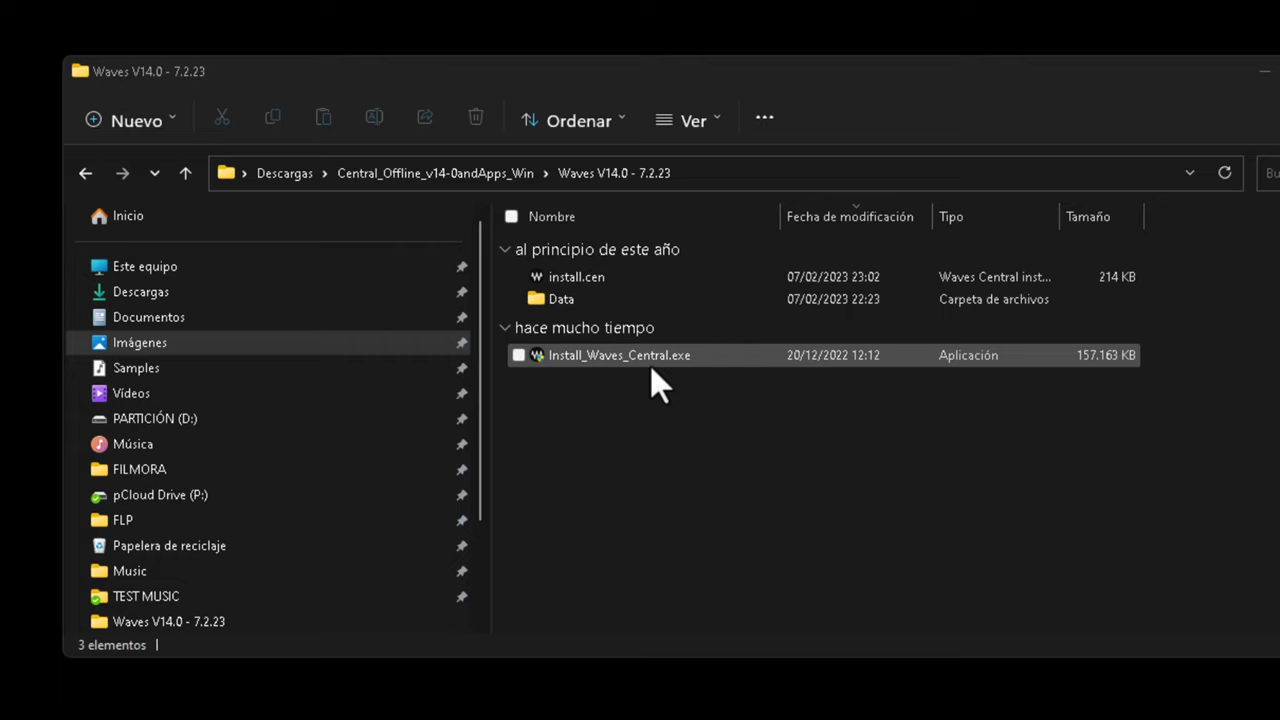 Waves V14.0 - 7.2.23
Nuevo
Ordenar
Ver
Descargas > Central_Offline_v14-0andApps_Win > Waves V14.0 - 7.2.23
Bu
Inicio
Este equipo
Descargas
Documentos
Imágenes
Samples
Vídeos
PARTICIÓN (D:)
Música
FILMORA
pCloud Drive (P:)
FLP
Papelera de reciclaje
Music
TEST MUSIC
Waves V14.0 - 7.2.23
Nombre Fecha de modificación Tipo Tamaño
al principio de este año
install.cen 07/02/2023 23:02 Waves Central inst... 214 KB
Data 07/02/2023 22:23 Carpeta de archivos
hace mucho tiempo
Install_Waves_Central.exe 20/12/2022 12:12 Aplicación 157.163 KB
3 elementos